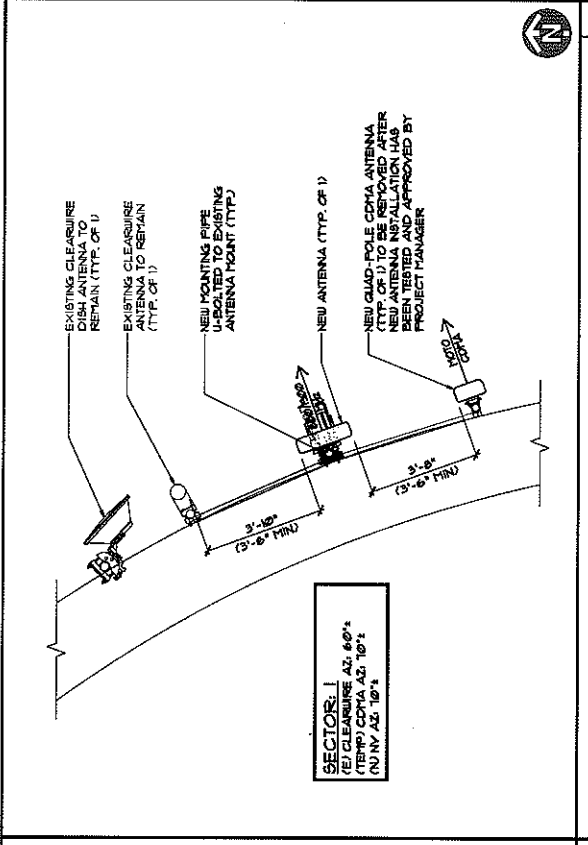 N
EXISTING CLEARWIRE
DISH ANTENNA TO
REMAIN (TYP. OF 1)
EXISTING CLEARWIRE
ANTENNA TO REMAIN
(TYP. OF 1)
NEW MOUNTING PIPE
U-BOLTED TO EXISTING
ANTENNA MOUNT (TYP.)
NEW ANTENNA (TYP. OF 1)
NEW QUAD-POLE CDMA ANTENNA
(TYP. OF 1) TO BE REMOVED AFTER
NEW ANTENNA INSTALLATION HAS
BEEN TESTED AND APPROVED BY
PROJECT MANAGER
MOTO
CDMA
3'-10"
(3'-6" MIN)
3'-8"
(3'-6" MIN)
SECTOR: 1
(E) CLEARWIRE AZ: 60°±
(TEMP) CDMA AZ: 70°±
(N) NV AZ: 70°±